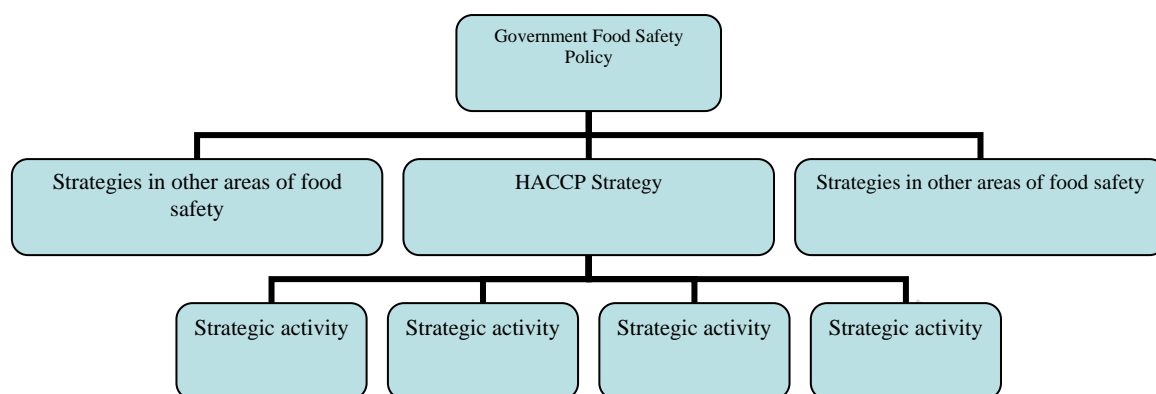 Government Food Safety
Policy
Strategies in other areas of food
safety
HACCP Strategy
Strategies in other areas of food safety
Strategic activity
Strategic activity
Strategic activity
Strategic activity